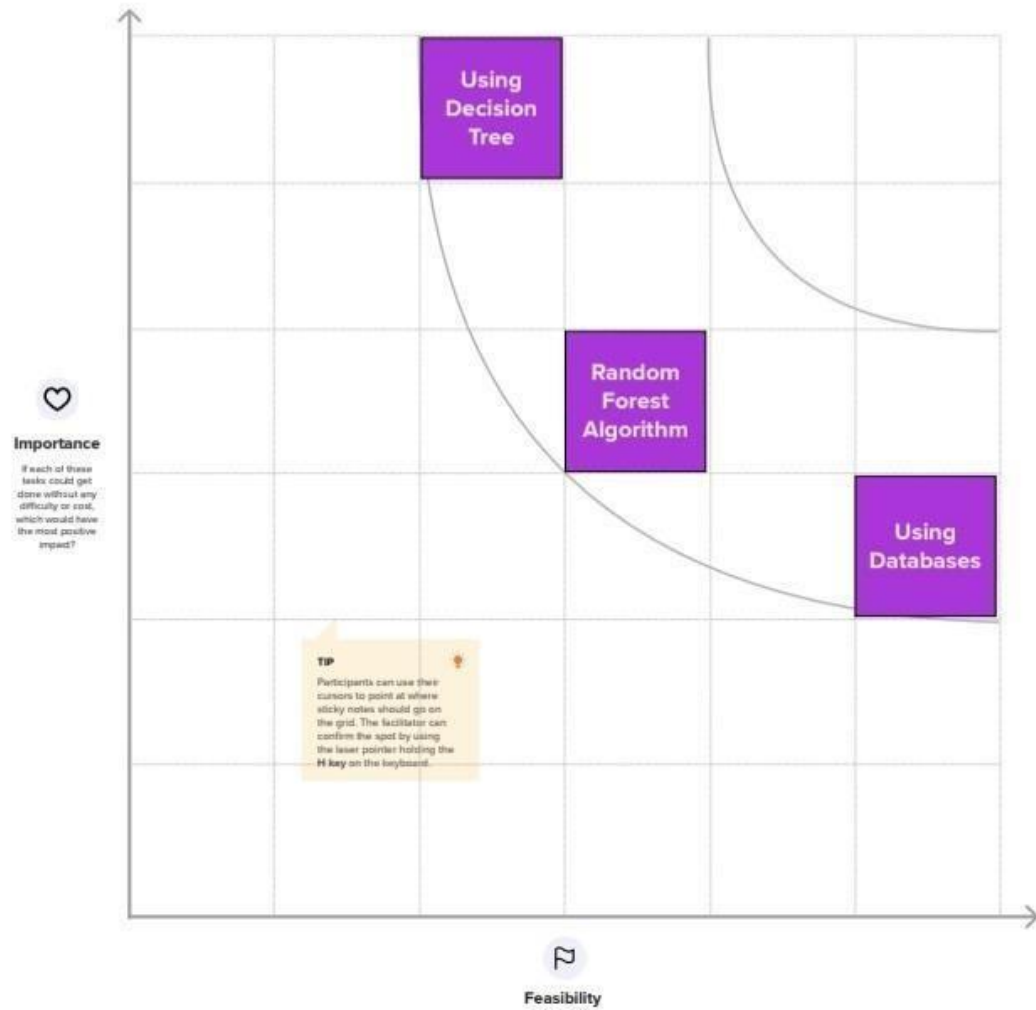 Using
Decision
Tree
Random
Forest
Algorithm
Using
Databases
Importance
If each of these
tasks could get
done without any
difficulty or cost,
which would have
the most positive
impact?
TIP
Participants can use their
cursors to point at where
sticky notes should go on
the grid. The facilitator can
confirm the spot by using
the laser pointer holding the
H key on the keyboard.
Feasibility